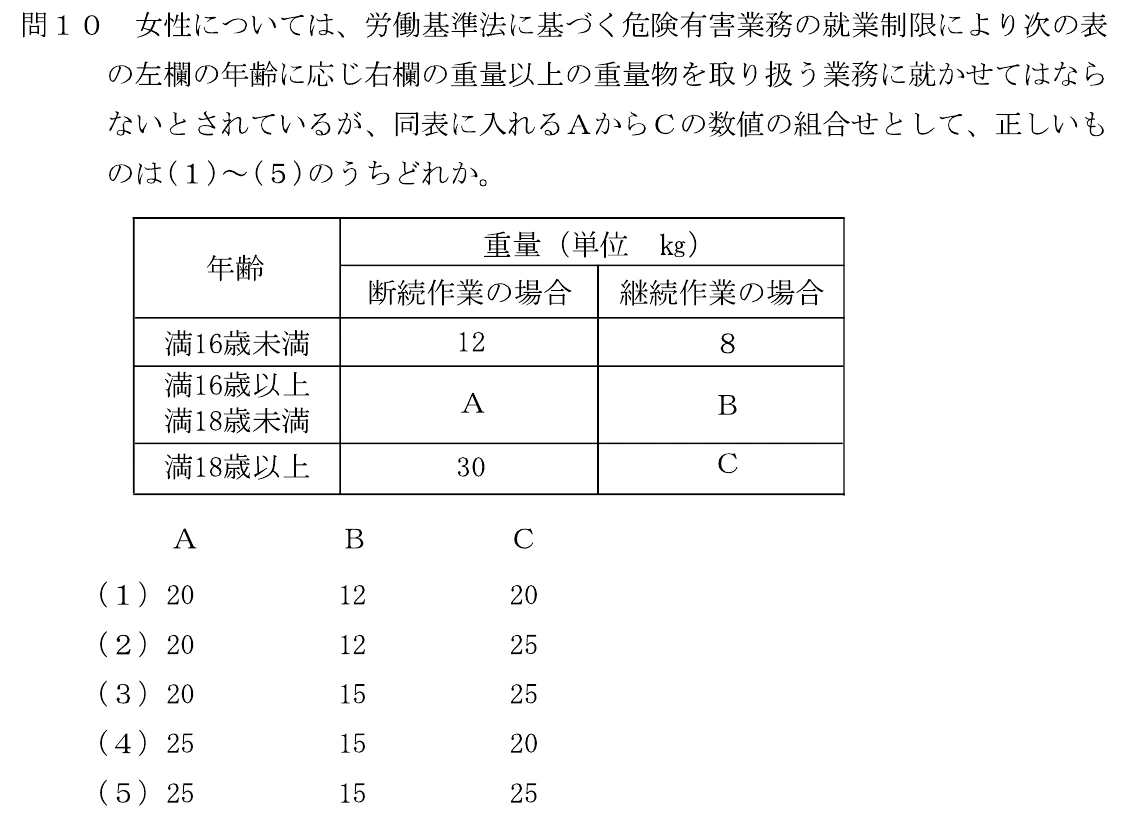 問１０　女性については、労働基準法に基づく危険有害業務の就業制限により次の表
の左欄の年齢に応じ右欄の重量以上の重量物を取り扱う業務に就かせてはなら
ないとされているが、同表に入れるＡからＣの数値の組合せとして、正しいも
のは(１)～(５)のうちどれか。
年齢
重量（単位　㎏）
断続作業の場合　継続作業の場合
満16歳未満　12　８
満16歳以上
満18歳未満　Ａ　Ｂ
満18歳以上　30　Ｃ
Ａ　Ｂ　Ｃ
(１) 20　12　20
(２) 20　12　25
(３) 20　15　25
(４) 25　15　20
(５) 25　15　25